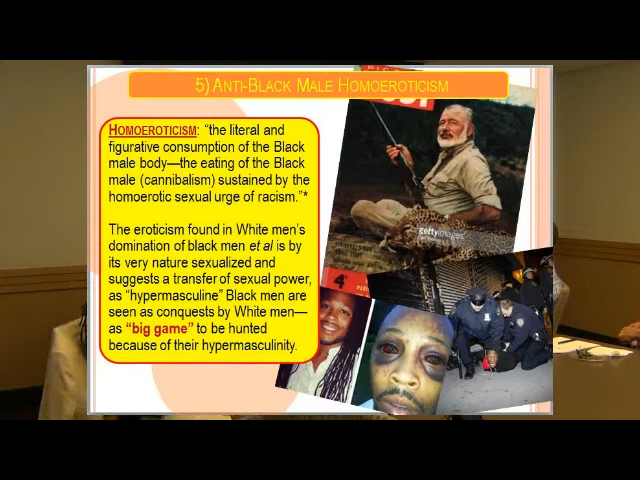 5) ANTI-BLACK MALE HOMOEROTICISM
HOMOEROTICISM: “the literal and
figurative consumption of the Black
male body—the eating of the Black
male (cannibalism) sustained by the
homoerotic sexual urge of racism.”*
The eroticism found in White men’s
domination of black men et al is by
its very nature sexualized and
suggests a transfer of sexual power,
as “hypermasculine” Black men are
seen as conquests by White men—
as “big game” to be hunted
because of their hypermasculinity.
gettyimages
4